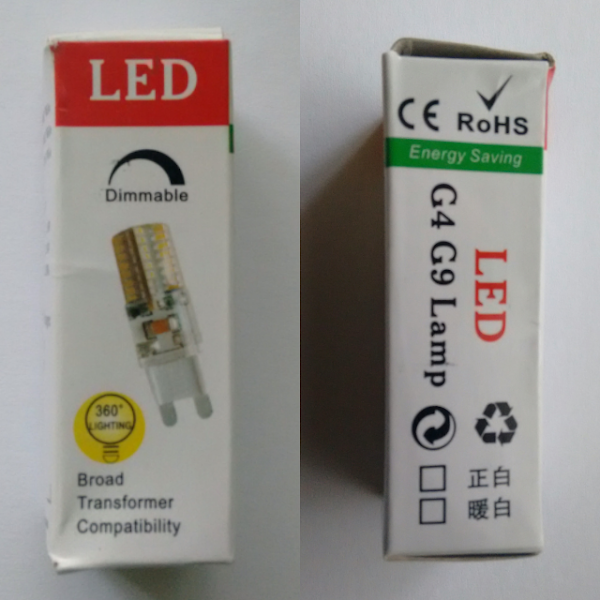 LED
Dimmable
360°
LIGHTING
Broad
Transformer
Compatibility
CE RoHS
Energy Saving
LED
G4 G9 Lamp
正白
暖白